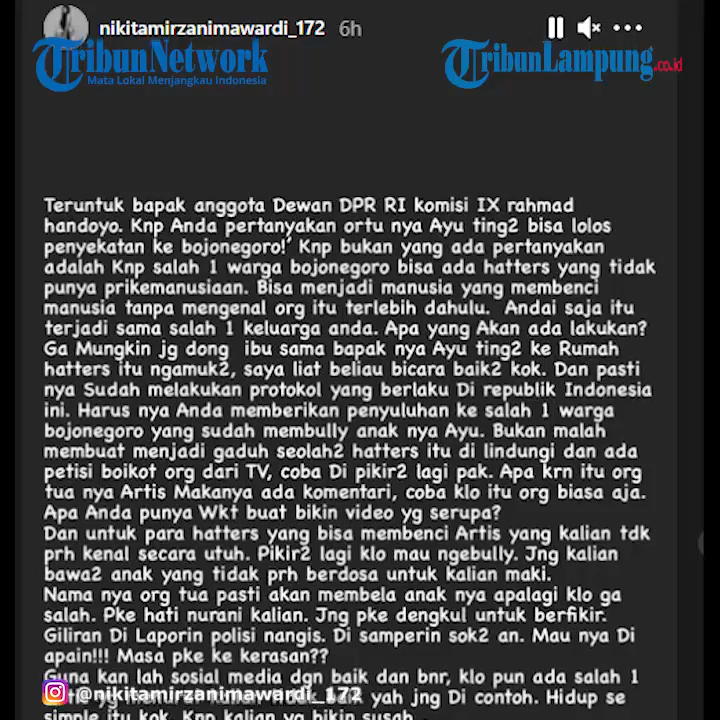 nikitamirzanimawardi_172 6h
TribunNetwork
Mata Lokal Menjangkau Indonesia
TribunLampung.co.id
Teruntuk bapak anggota Dewan DPR RI komisi IX rahmad
handoyo. Knp Anda pertanyakan ortu nya Ayu ting2 bisa lolos
penyekatan ke bojonegoro!' Knp bukan yang ada pertanyakan
adalah Knp salah 1 warga bojonegoro bisa ada hatters yang tidak
punya prikemanusiaan. Bisa menjadi manusia yang membenci
manusia tanpa mengenal org itu terlebih dahulu. Andai saja itu
terjadi sama salah 1 keluarga anda. Apa yang Akan ada lakukan?
Ga Mungkin jg dong ibu sama bapak nya Ayu ting2 ke Rumah
hatters itu ngamuk2, saya liat beliau bicara baik2 kok. Dan pasti
nya Sudah melakukan protokol yang berlaku Di republik Indonesia
ini. Harus nya Anda memberikan penyuluhan ke salah 1 warga
bojonegoro yang sudah membully anak nya Ayu. Bukan malah
membuat menjadi gaduh seolah2 hatters itu di lindungi dan ada
petisi boikot org dari TV, coba Di pikir2 lagi pak. Apa krn itu org
tua nya Artis Makanya ada komentari, coba klo itu org biasa aja.
Apa Anda punya Wkt buat bikin video yg serupa?
Dan untuk para hatters yang bisa membenci Artis yang kalian tdk
prh kenal secara utuh. Pikir2 lagi klo mau ngebully. Jng kalian
bawa2 anak yang tidak prh berdosa untuk kalian maki.
Nama nya org tua pasti akan membela anak nya apalagi klo ga
salah. Pke hati nurani kalian. Jng pke dengkul untuk berfikir.
Giliran Di Laporin polisi nangis. Di samperin sok2 an. Mau nya Di
apain!!! Masa pke ke kerasan??
Guna kan lah sosial media dgn baik dan bnr, klo pun ada salah 1
yah jng Di contoh. Hidup se
@nikitamirzanimawardi_172
simple itu kok. Knp kalian yg bikin susah.